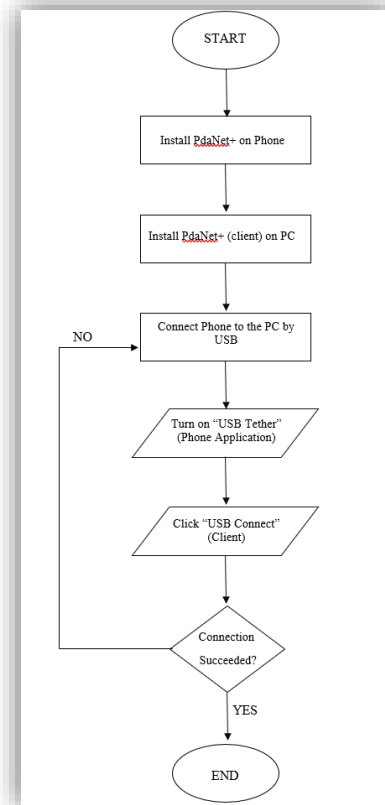 START
Install PdaNet+ on Phone
Install PdaNet+ (client) on PC
Connect Phone to the PC by
USB
NO
Turn on “USB Tether”
(Phone Application)
Click “USB Connect”
(Client)
Connection
Succeeded?
YES
END